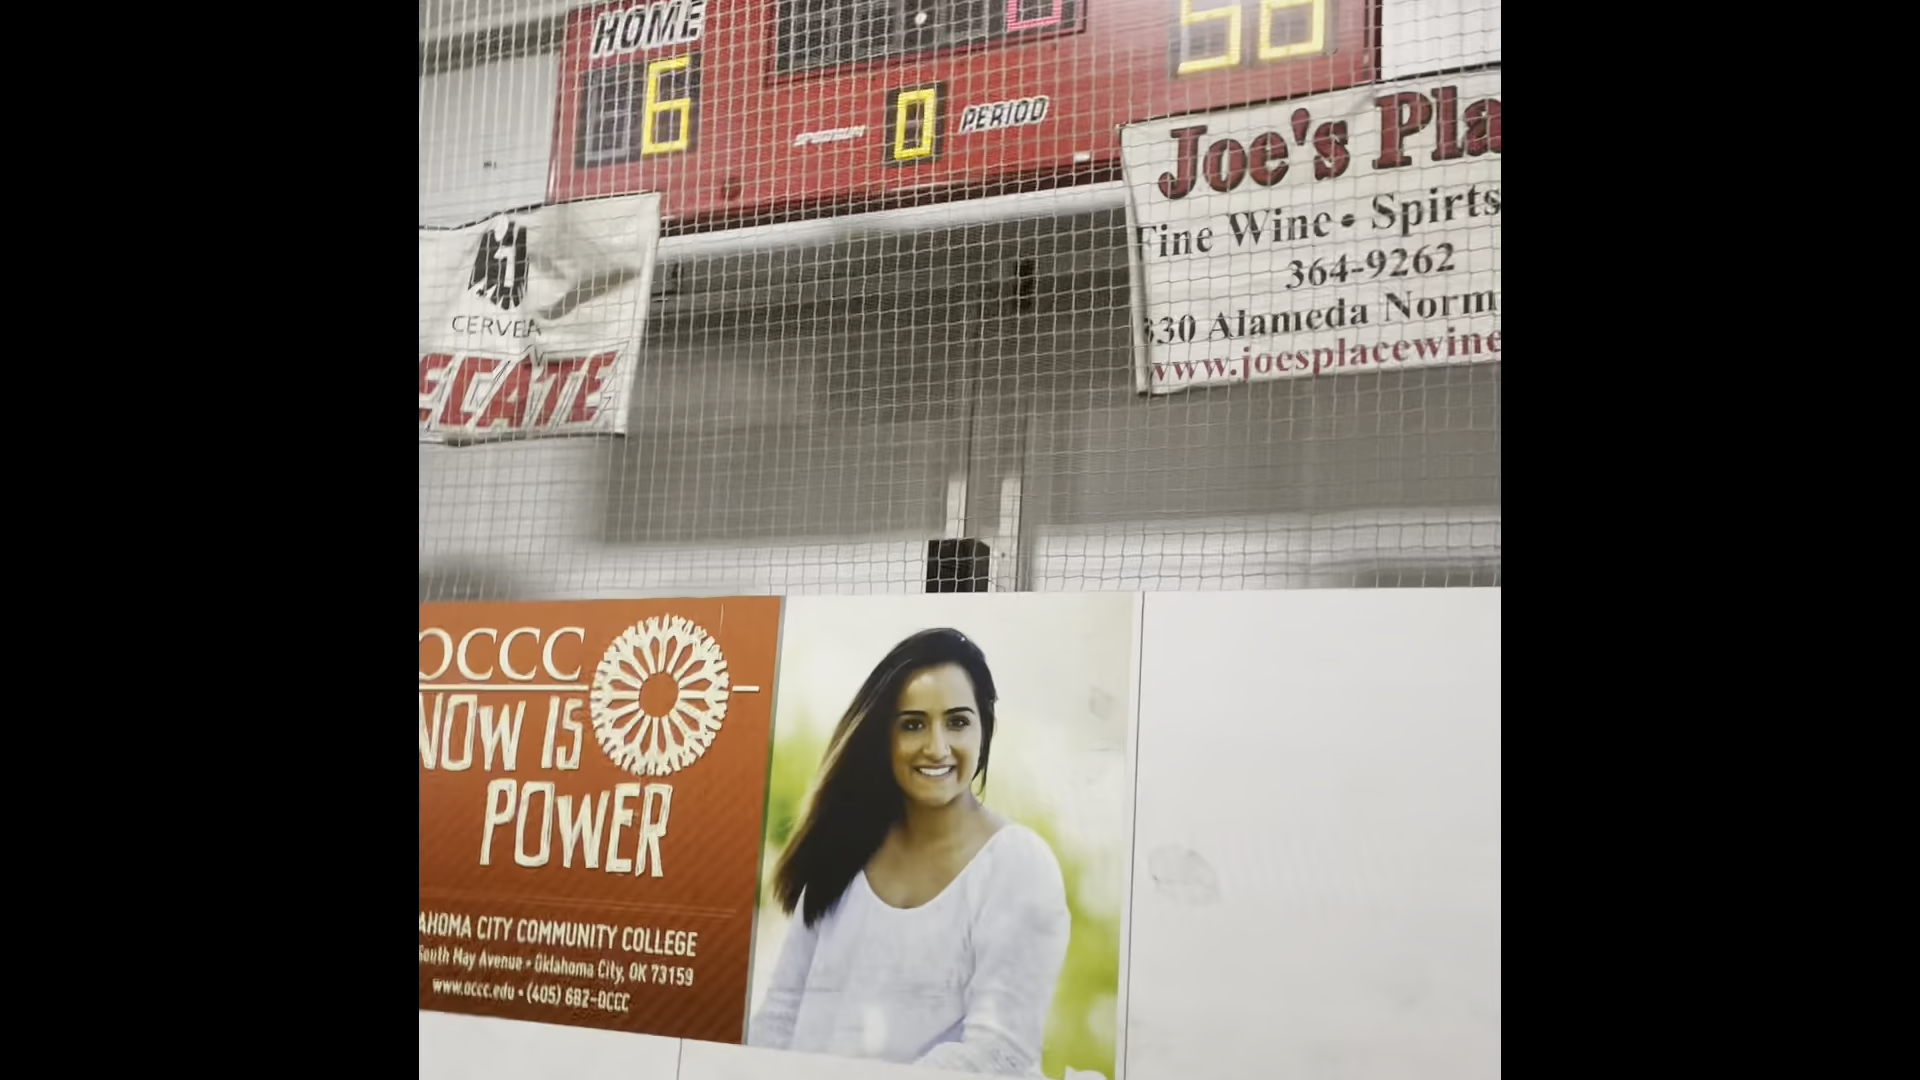 HOME
6
0 PERIOD
58
Joe's Pla
Fine Wine • Spirts
364-9262
330 Alameda Norm
www.joesplacewine
CERVEZA
ECATE
OCCC
NOW IS
POWER
AHOMA CITY COMMUNITY COLLEGE
South May Avenue • Oklahoma City, OK 73159
www.occc.edu • (405) 682-OCCC